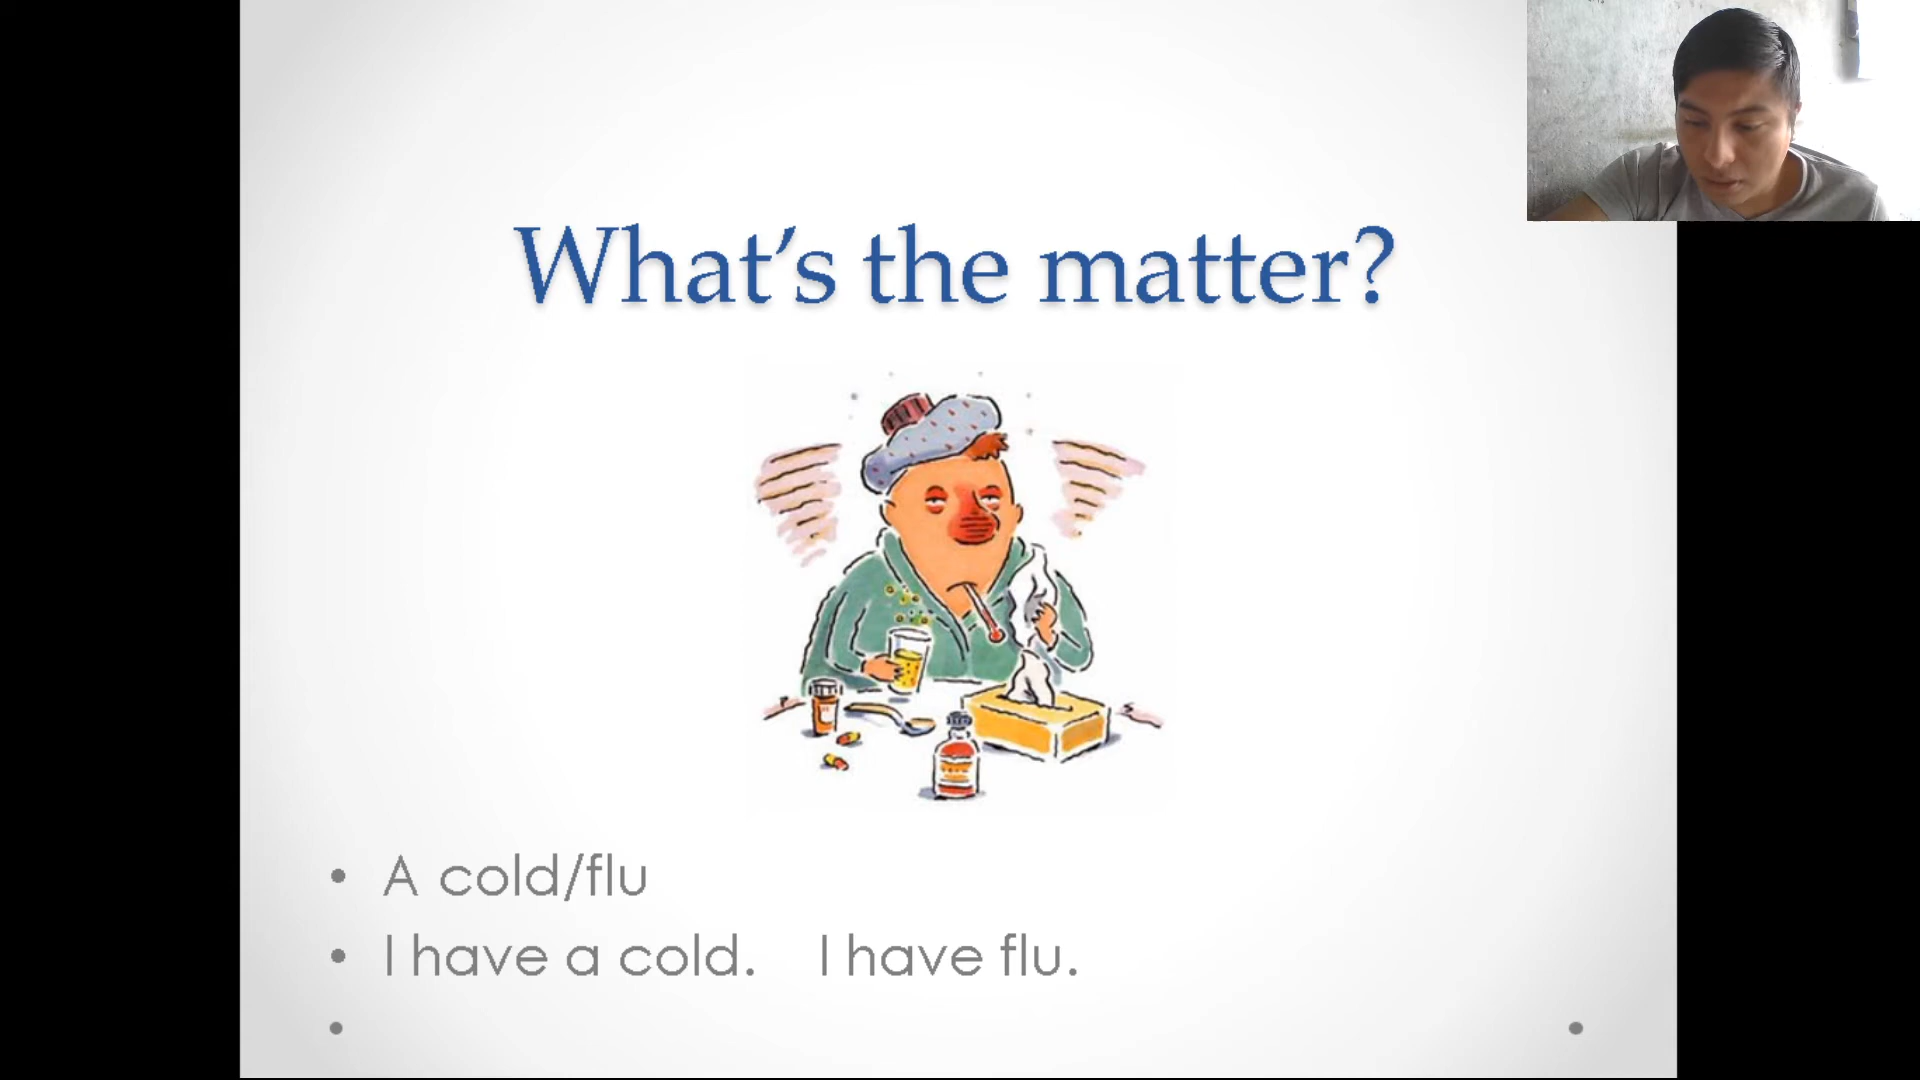 What's the matter?
A cold/flu
I have a cold. I have flu.